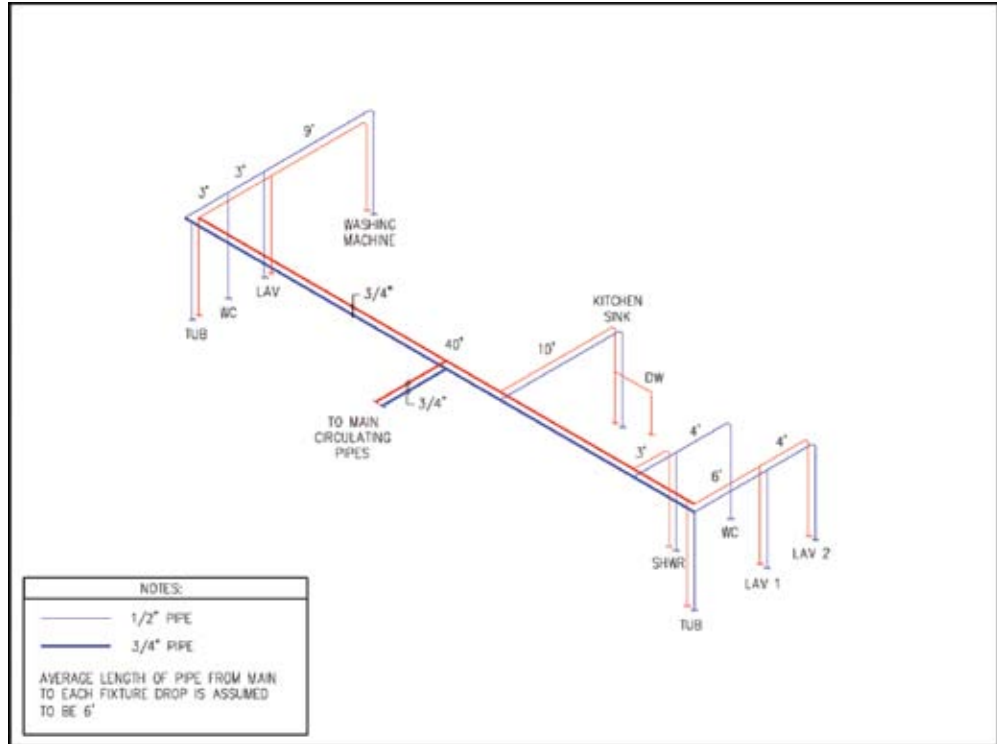 9'
3'
3'
WASHING
MACHINE
LAV
3/4"
WC
TUB
KITCHEN
SINK
40'
10'
DW
3/4"
TO MAIN
CIRCULATING
PIPES
4'
4'
3'
6'
WC
SHWR
LAV 2
LAV 1
TUB
NOTES:
1/2" PIPE
3/4" PIPE
AVERAGE LENGTH OF PIPE FROM MAIN
TO EACH FIXTURE DROP IS ASSUMED
TO BE 6'